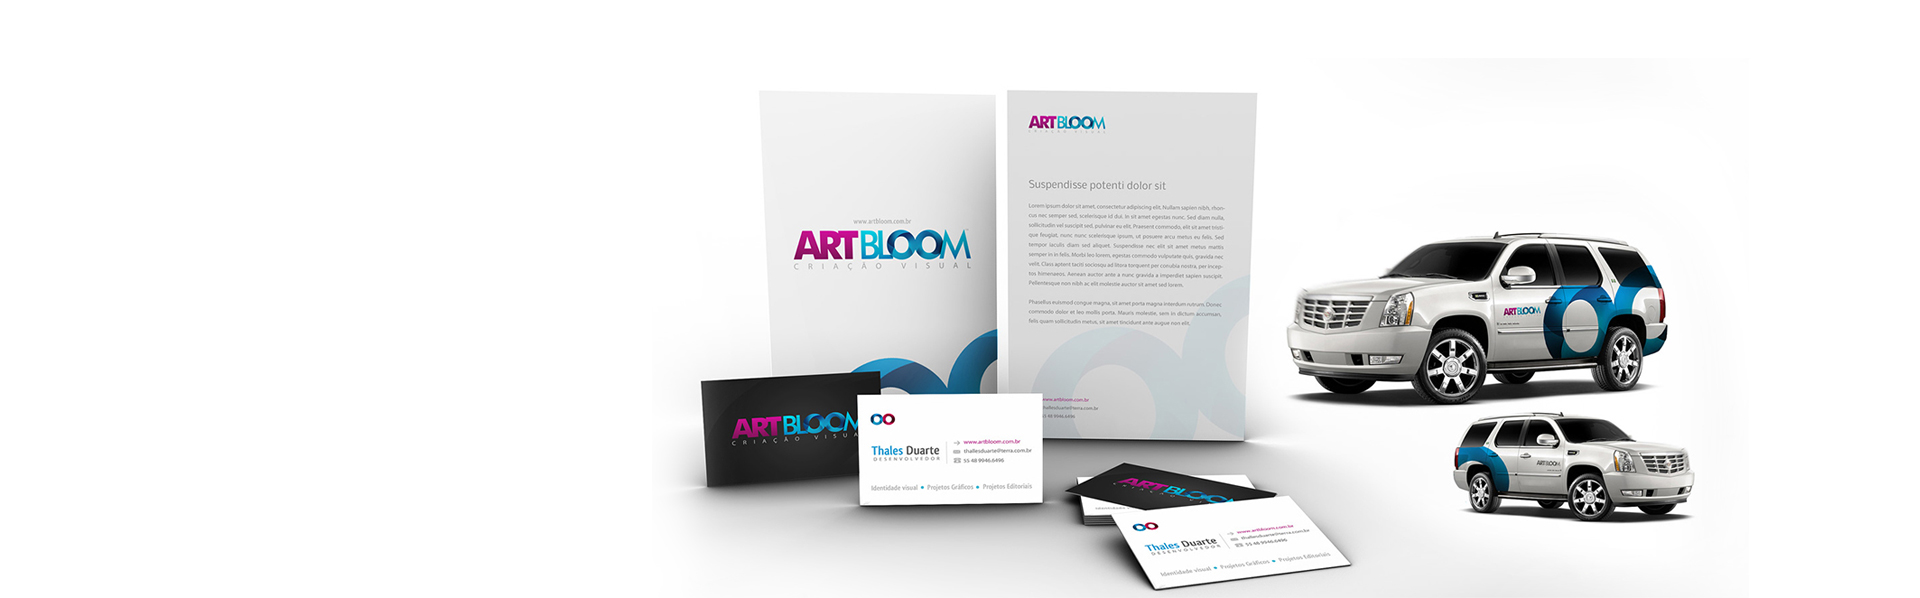 www.artbloom.com.br
ARTBLOOM
CRIAÇÃO VISUAL
ARTBLOOM
CRIAÇÃO VISUAL
Suspendisse potenti dolor sit
Lorem ipsum dolor sit amet, consectetur adipiscing elit. Nullam sapien nibh, rhon-
cus nec semper sed, scelerisque id dui. In sit amet egestas nunc. Sed diam nulla,
sollicitudin vel suscipit sed, pulvinar eu elit. Praesent commodo, elit sit amet trist-
que feugiat, nunc nunc scelerisque ipsum, sit posuere arcu metus eu felis. Sed
tempor iaculis diam sed aliquet. Suspendisse nec elit sit amet metus mattis
semper in in felis. Morbi leo lorem, egestas commodo vulputate quis, gravida nec
velit. Class aptent taciti sociosqu ad litora torquent per conubia nostra, per incep-
tos himenaeos. Aenean auctor ante a nunc gravida a imperdiet sapien suscipit.
Pellentesque non nibh ac elit molestie auctor sit amet sed lorem.
Phasellus euismod congue magna, sit amet porta magna interdum rutrum. Donec
commodo dolor at leo mollis porta. Mauris molestie, sem in dictum accumsan,
felis quam sollicitudin metus, sit amet tincidunt ante augue non elit.
www.artbloom.com.br
thallesduarte@terra.com.br
55 48 9946.6496
ARTBLOOM
CRIAÇÃO VISUA
Thales Duarte
DESENVOLVEDOR
www.artbloom.com.br
thallesduarte@terra.com.br
55 48 9946.6496
Identidade visual • Projetos Gráficos • Projetos Editoriais
ARTBLOOM
Thales Duarte
DESENVOLVEDOR
www.artbloom.com.br
thallesduarte@terra.com.br
55 48 9946.6496
Identidade visual • Projetos Gráficos • Projetos Editoriais
ARTBLOOM
ARTBLOOM